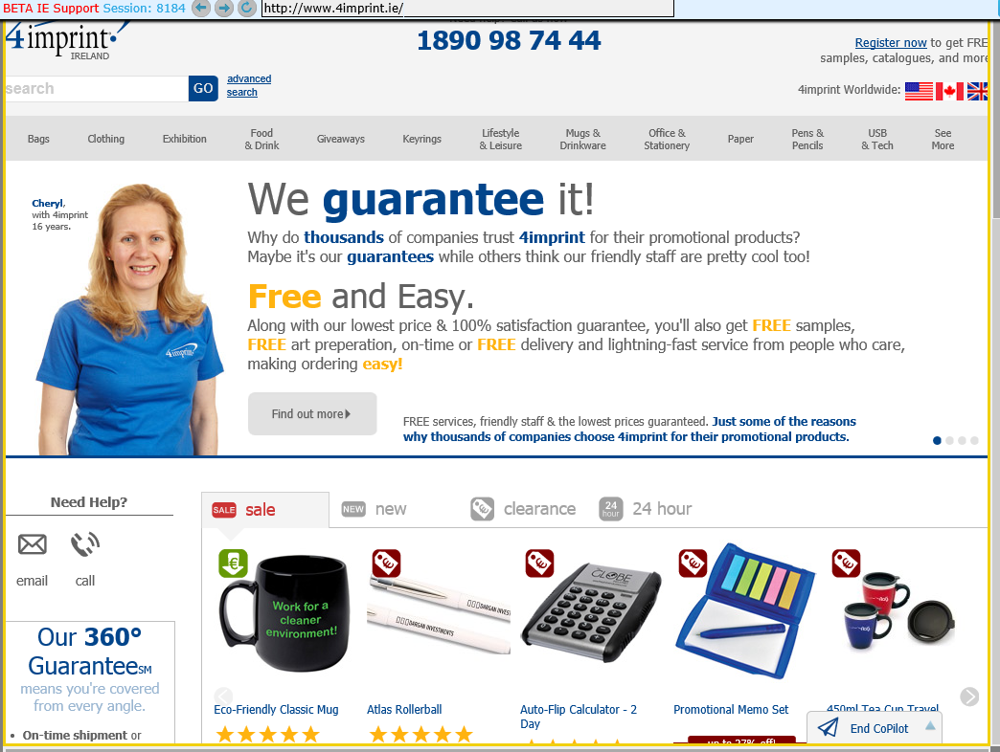 BETA IE Support Session: 8184 http://www.4imprint.ie/
4imprint
IRELAND
1890 98 74 44
Register now to get FRE
samples, catalogues, and more
search GO advanced
search
4imprint Worldwide:
Bags Clothing Exhibition Food & Drink Giveaways Keyrings Lifestyle & Leisure Mugs & Drinkware Office & Stationery Paper Pens & Pencils USB & Tech See More
Cheryl,
with 4imprint
16 years.
4imprint
We guarantee it!
Why do thousands of companies trust 4imprint for their promotional products?
Maybe it's our guarantees while others think our friendly staff are pretty cool too!
Free and Easy.
Along with our lowest price & 100% satisfaction guarantee, you'll also get FREE samples,
FREE art preperation, on-time or FREE delivery and lightning-fast service from people who care,
making ordering easy!
Find out more
FREE services, friendly staff & the lowest prices guaranteed. Just some of the reasons
why thousands of companies choose 4imprint for their promotional products.
Need Help?
email call
Our 360°
Guarantee SM
means you're covered
from every angle.
• On-time shipment or
SALE sale NEW new clearance 24 hour 24 hour
Work for a
cleaner
environment!
DARGAN INVEST
DARGAN INVESTMENTS
GLOBE
Eco-Friendly Classic Mug
Atlas Rollerball
Auto-Flip Calculator - 2
Day
Promotional Memo Set
450ml Tea Cup Travel
up to 27% off!
End CoPilot